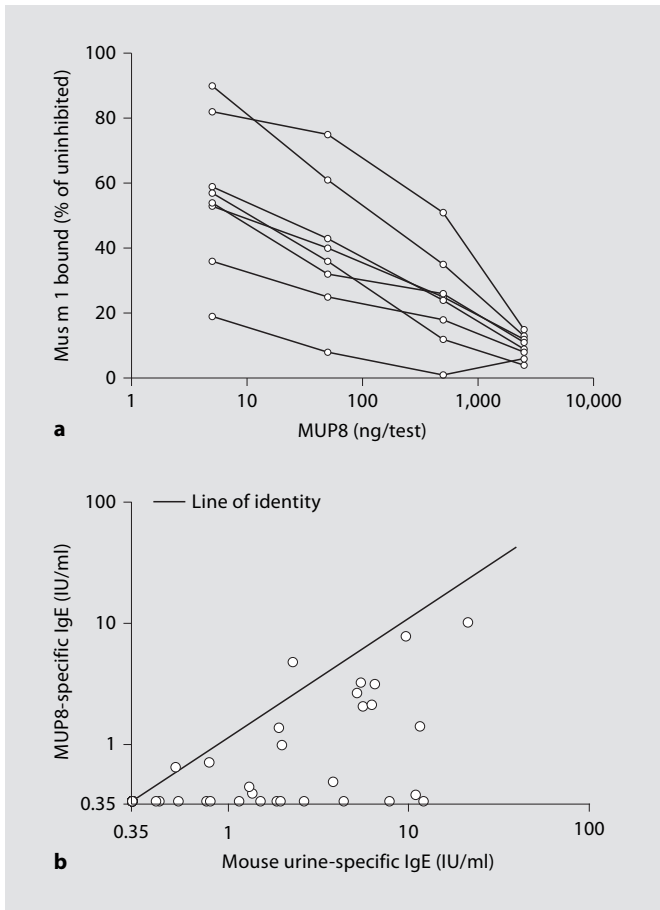 100
80
60
40
20
0
Mus m 1 bound (% of uninhibited)
1 10 100 1,000 10,000
MUP8 (ng/test)
a
Line of identity
100
10
1
0.35
MUP8-specific IgE (IU/ml)
0.35 1 10 100
Mouse urine-specific IgE (IU/ml)
b